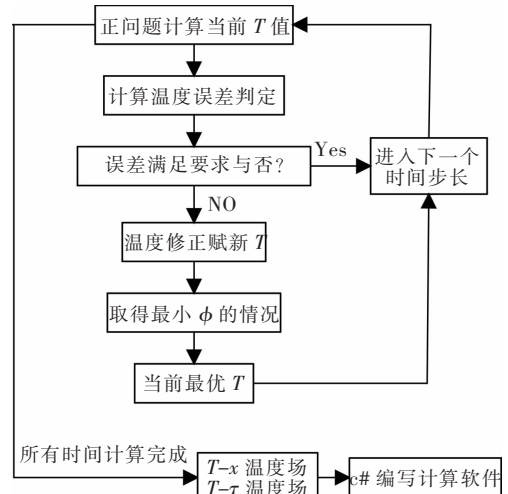 正问题计算当前 T 值
计算温度误差判定
误差满足要求与否?
Yes
进入下一个
时间步长
NO
温度修正赋新 T
取得最小 ϕ 的情况
当前最优 T
所有时间计算完成
T-x 温度场
T-τ 温度场
c# 编写计算软件